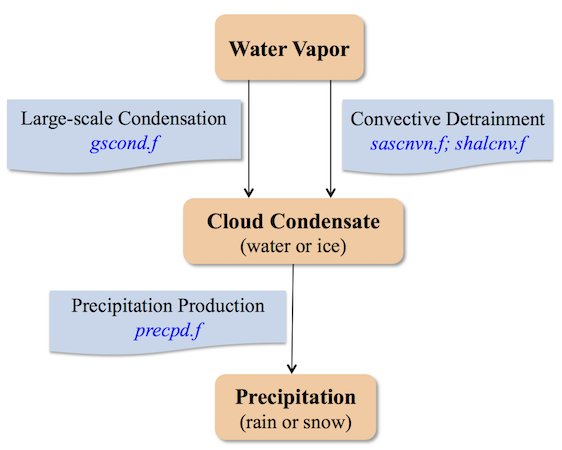 Water Vapor
Large-scale Condensation
gscond.f
Convective Detrainment
sascnvn.f; shalcnv.f
Cloud Condensate
(water or ice)
Precipitation Production
precpd.f
Precipitation
(rain or snow)